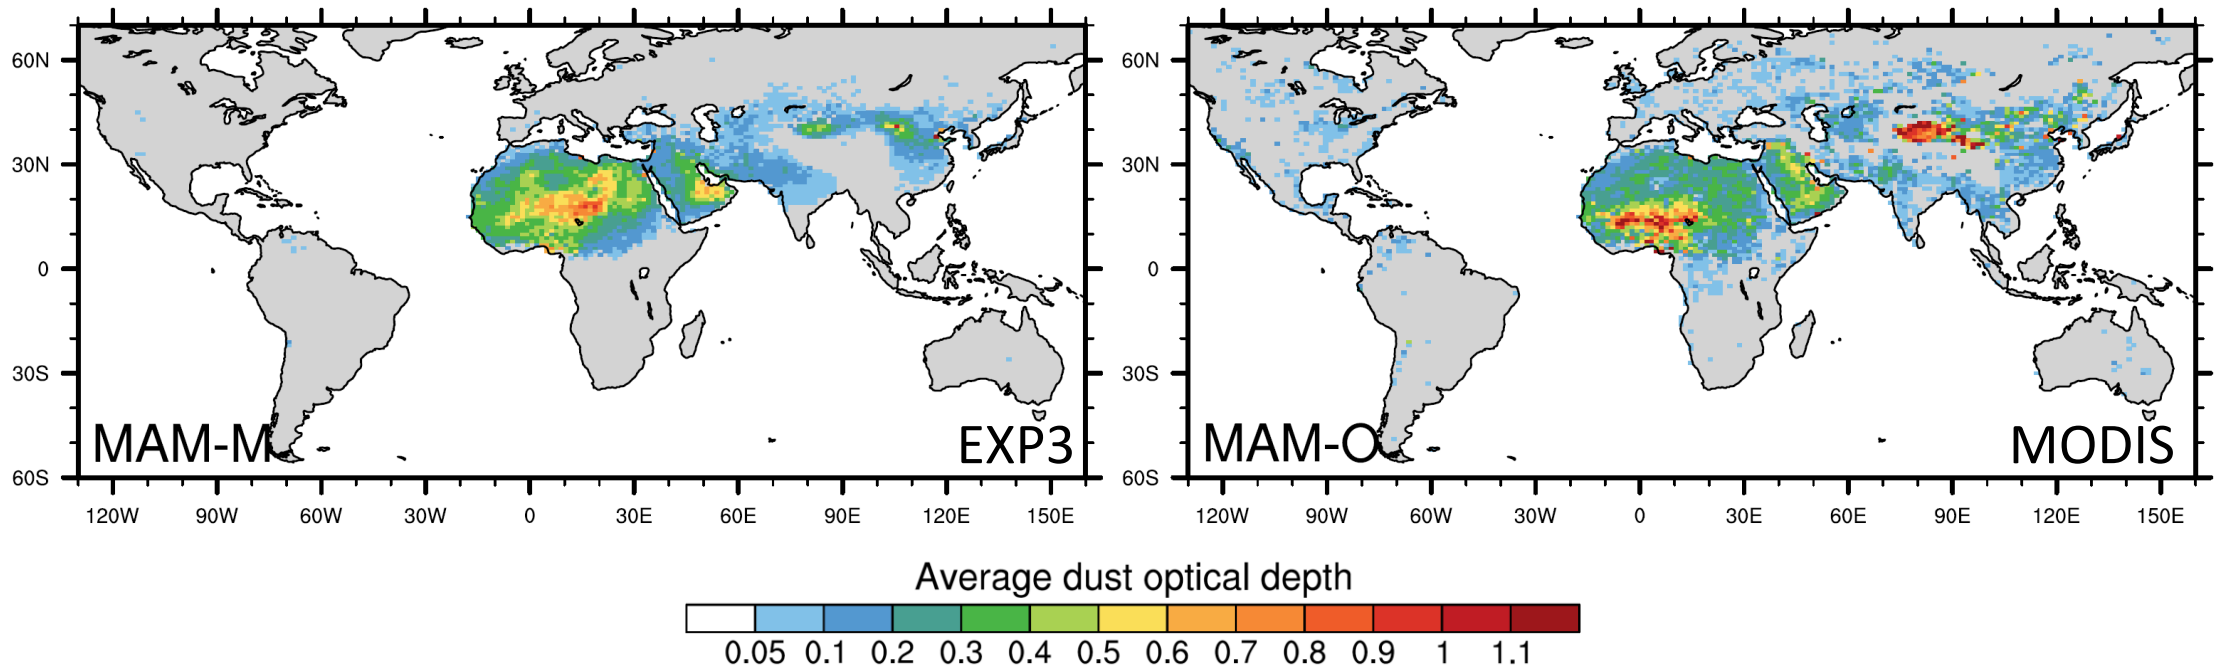 60N
30N
0
30S
60S
MAM-M
EXP3
120W 90W 60W 30W 0 30E 60E 90E 120E 150E
60N
30N
0
30S
60S
MAM-O
MODIS
120W 90W 60W 30W 0 30E 60E 90E 120E 150E
Average dust optical depth
0.05 0.1 0.2 0.3 0.4 0.5 0.6 0.7 0.8 0.9 1 1.1